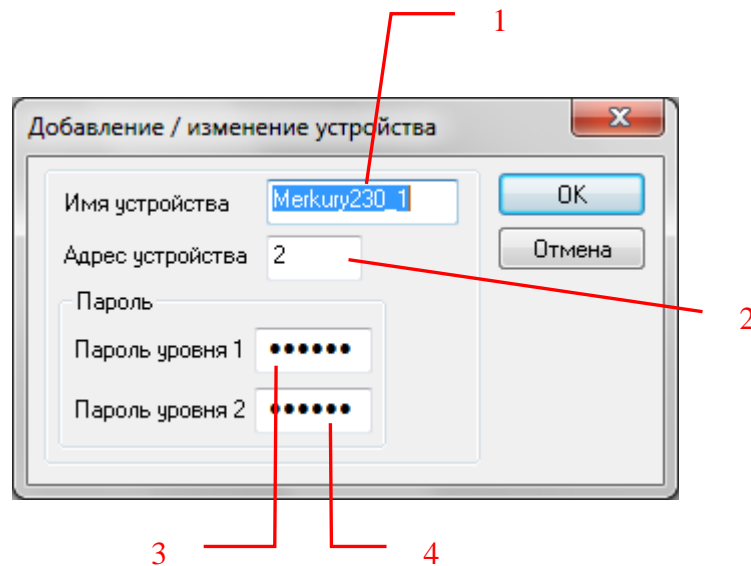 1
Добавление / изменение устройства
Имя устройства Merkury230_1 OK
Адрес устройства 2 Отмена
2
Пароль
Пароль уровня 1 ●●●●●●
Пароль уровня 2 ●●●●●●
3 4